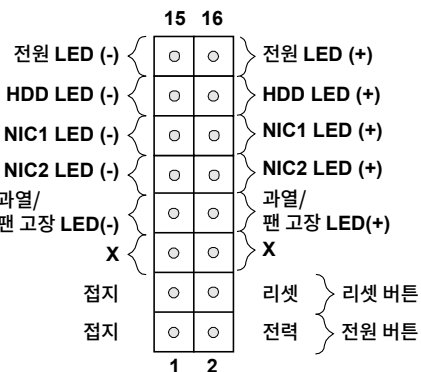 15 16
전원 LED (-) 전원 LED (+)
HDD LED (-) HDD LED (+)
NIC1 LED (-) NIC1 LED (+)
NIC2 LED (-) NIC2 LED (+)
과열/ 과열/
팬 고장 LED(-) 팬 고장 LED(+)
X X
접지 리셋 리셋 버튼
접지 전력 전원 버튼
1 2